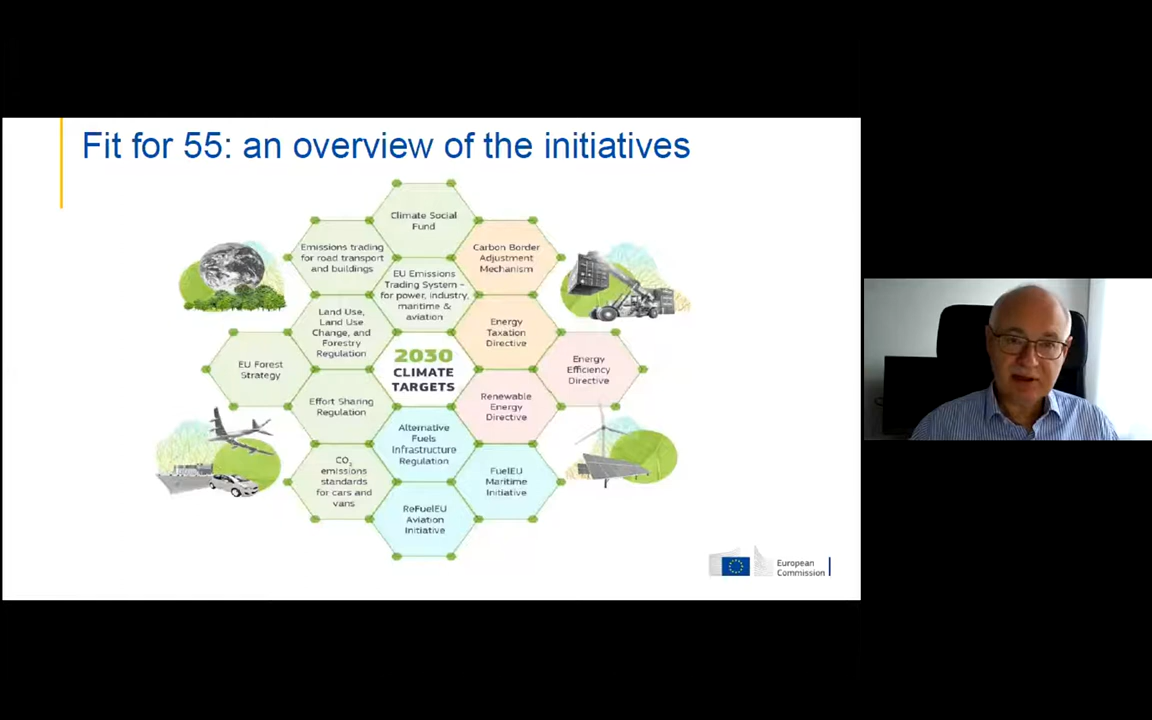 Fit for 55: an overview of the initiatives
Climate Social
Fund
Emissions trading
for road transport
and buildings
Carbon Border
Adjustment
Mechanism
EU Emissions
Trading System –
for power, industry,
maritime &
aviation
Land Use,
Land Use
Change, and
Forestry
Regulation
Energy
Taxation
Directive
2030
CLIMATE
TARGETS
EU Forest
Strategy
Energy
Efficiency
Directive
Effort Sharing
Regulation
Renewable
Energy
Directive
Alternative
Fuels
Infrastructure
Regulation
CO2
emissions
standards
for cars and
vans
FuelEU
Maritime
Initiative
ReFuelEU
Aviation
Initiative
European
Commission